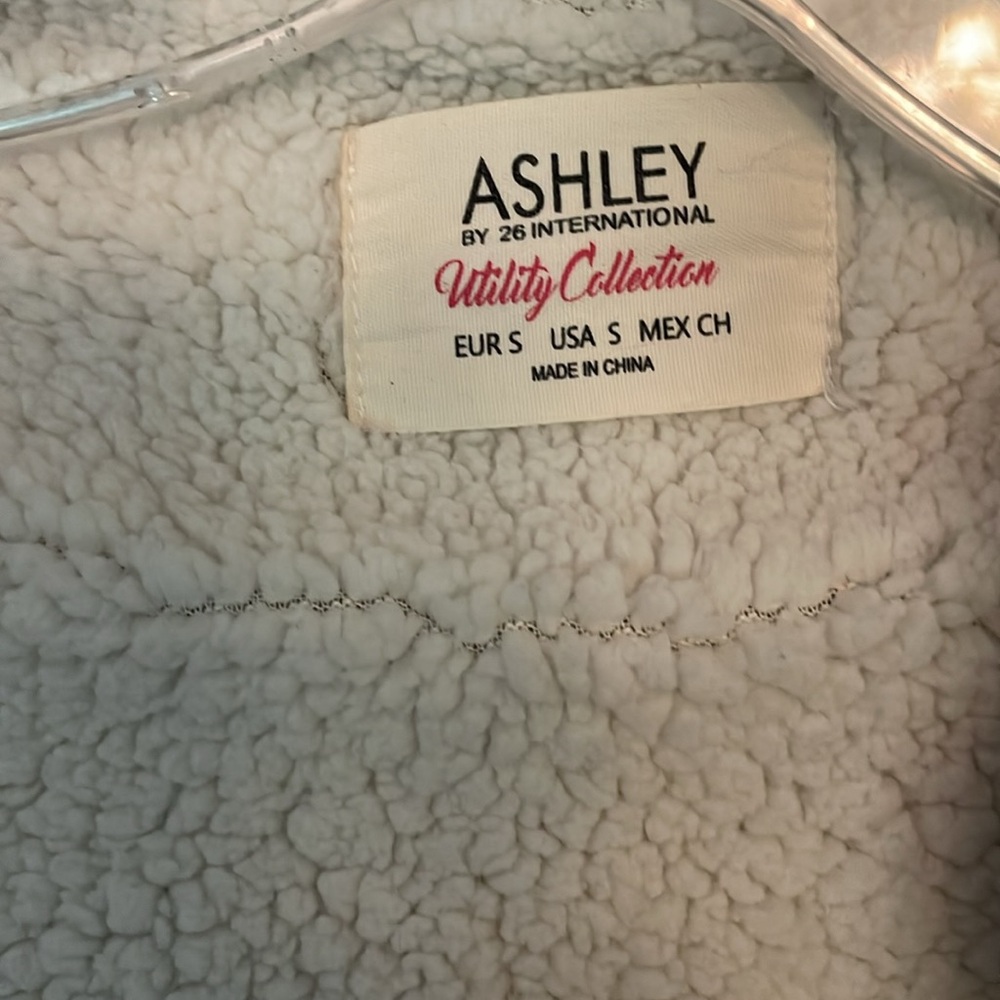 ASHLEY
BY 26 INTERNATIONAL
Utility Collection
EUR S USA S MEX CH
MADE IN CHINA